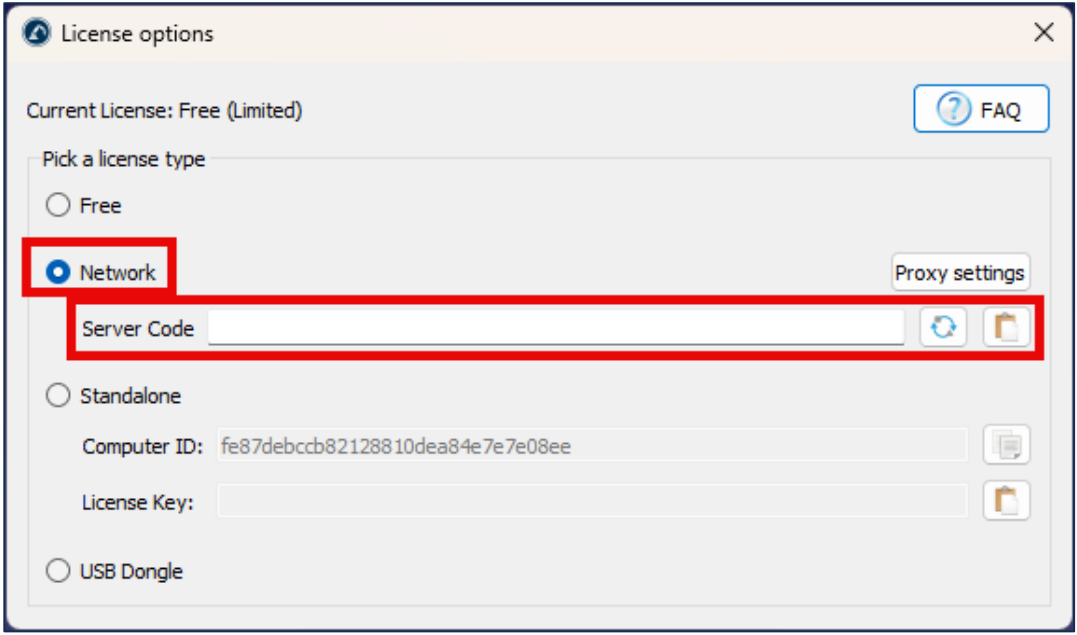 License options
Current License: Free (Limited)
FAQ
Pick a license type
Free
Network
Proxy settings
Server Code
Standalone
Computer ID: fe87debccb82128810dea84e7e7e08ee
License Key:
USB Dongle